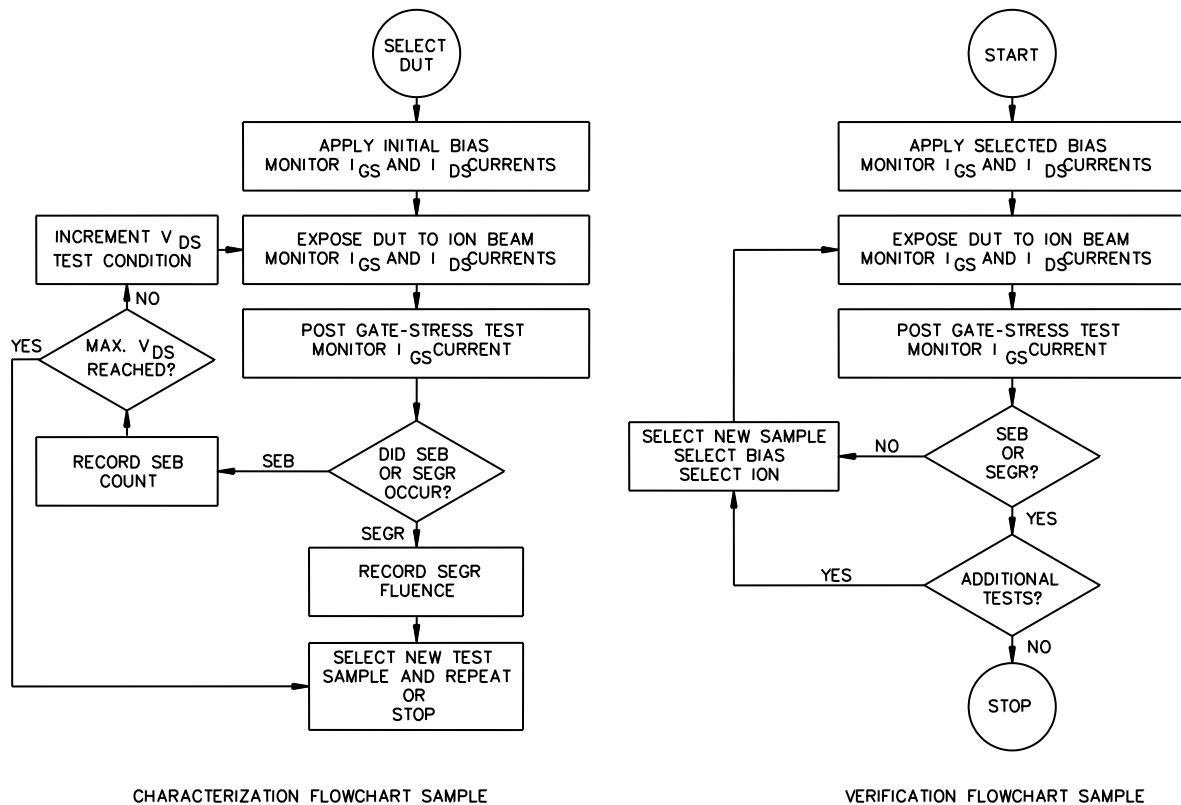 SELECT
DUT
APPLY INITIAL BIAS
MONITOR I GS AND I DS CURRENTS
INCREMENT V DS
TEST CONDITION
EXPOSE DUT TO ION BEAM
MONITOR I GS AND I DS CURRENTS
NO
POST GATE-STRESS TEST
MONITOR I GS CURRENT
YES
MAX. V DS
REACHED?
RECORD SEB
COUNT
SEB
DID SEB
OR SEGR
OCCUR?
SEGR
RECORD SEGR
FLUENCE
SELECT NEW TEST
SAMPLE AND REPEAT
OR
STOP
CHARACTERIZATION FLOWCHART SAMPLE
START
APPLY SELECTED BIAS
MONITOR I GS AND I DS CURRENTS
EXPOSE DUT TO ION BEAM
MONITOR I GS AND I DS CURRENTS
POST GATE-STRESS TEST
MONITOR I GS CURRENT
SELECT NEW SAMPLE
SELECT BIAS
SELECT ION
NO
SEB
OR
SEGR?
YES
YES
ADDITIONAL
TESTS?
NO
STOP
VERIFICATION FLOWCHART SAMPLE